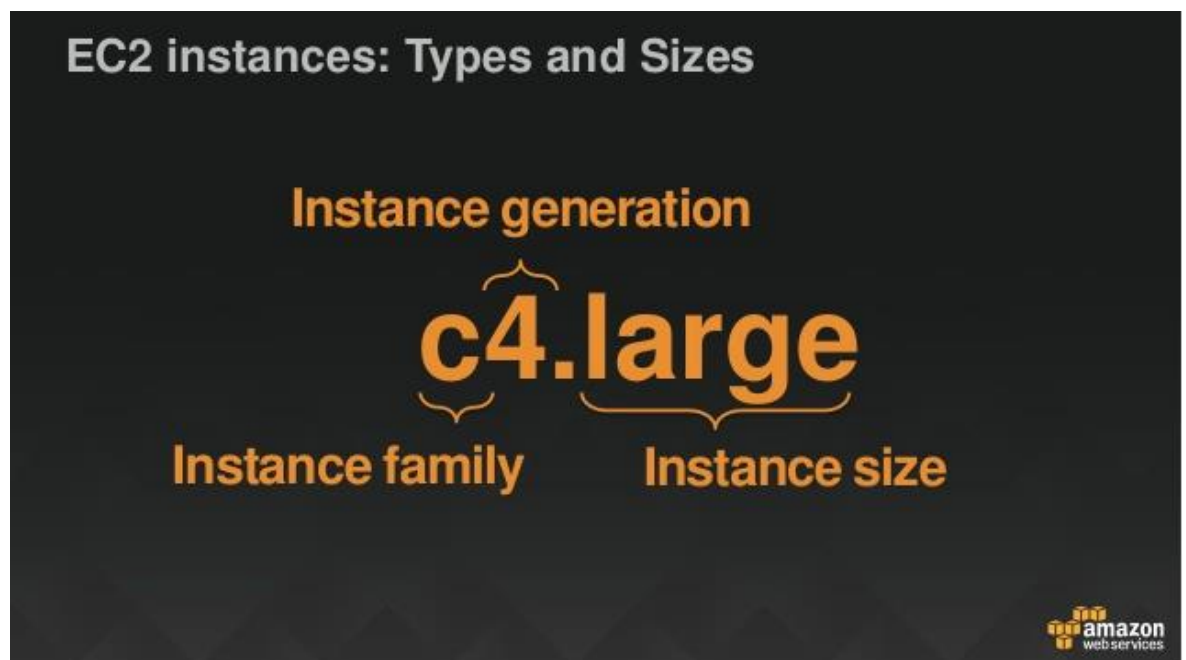 EC2 instances: Types and Sizes
Instance generation
c4.large
Instance family
Instance size
amazon
webservices